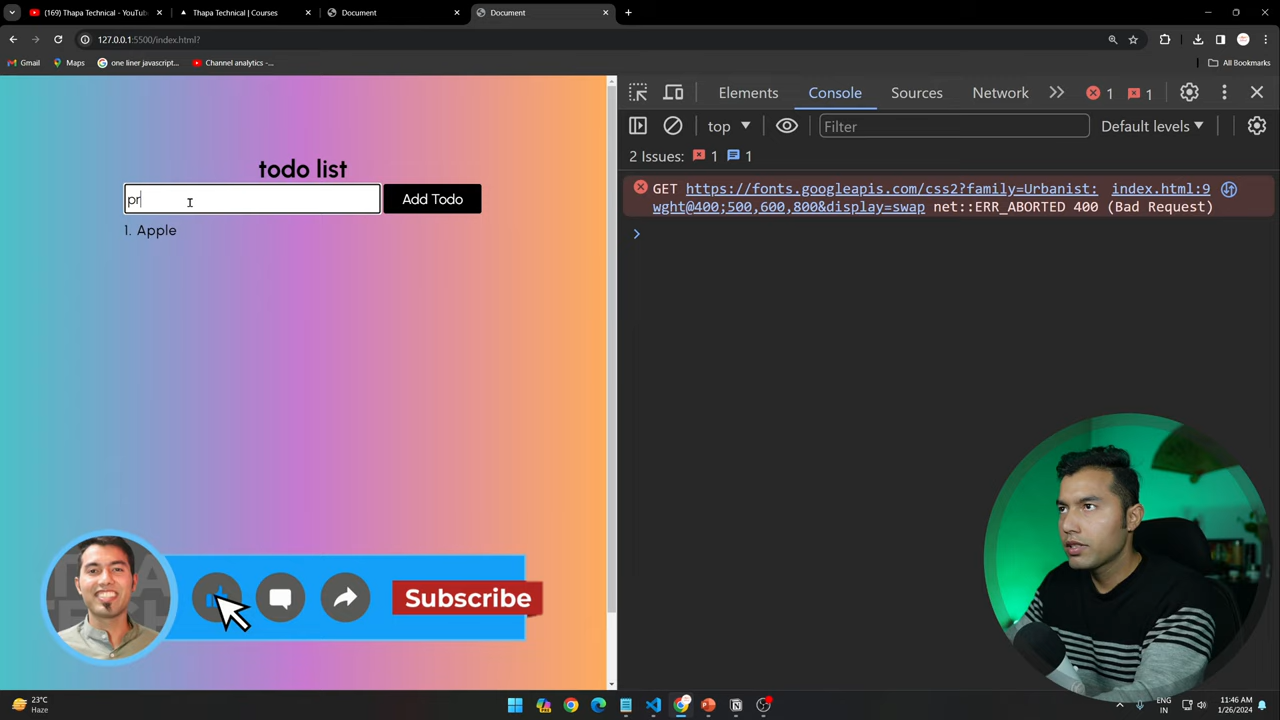 (169) Thapa Technical - YouTub
Thapa Technical | Courses
Document
Document
127.0.0.1:5500/index.html?
Gmail
Maps
one liner javascript...
Channel analytics -...
All Bookmarks
Elements
Console
Sources
Network
1
1
top
Filter
Default levels
2 Issues:
1
1
GET https://fonts.googleapis.com/css2?family=Urbanist: index.html:9
wght@400;500,600,800&display=swap net::ERR_ABORTED 400 (Bad Request)
todo list
pr
Add Todo
1. Apple
Subscribe
23°C
Haze
ENG
IN
11:46 AM
1/26/2024